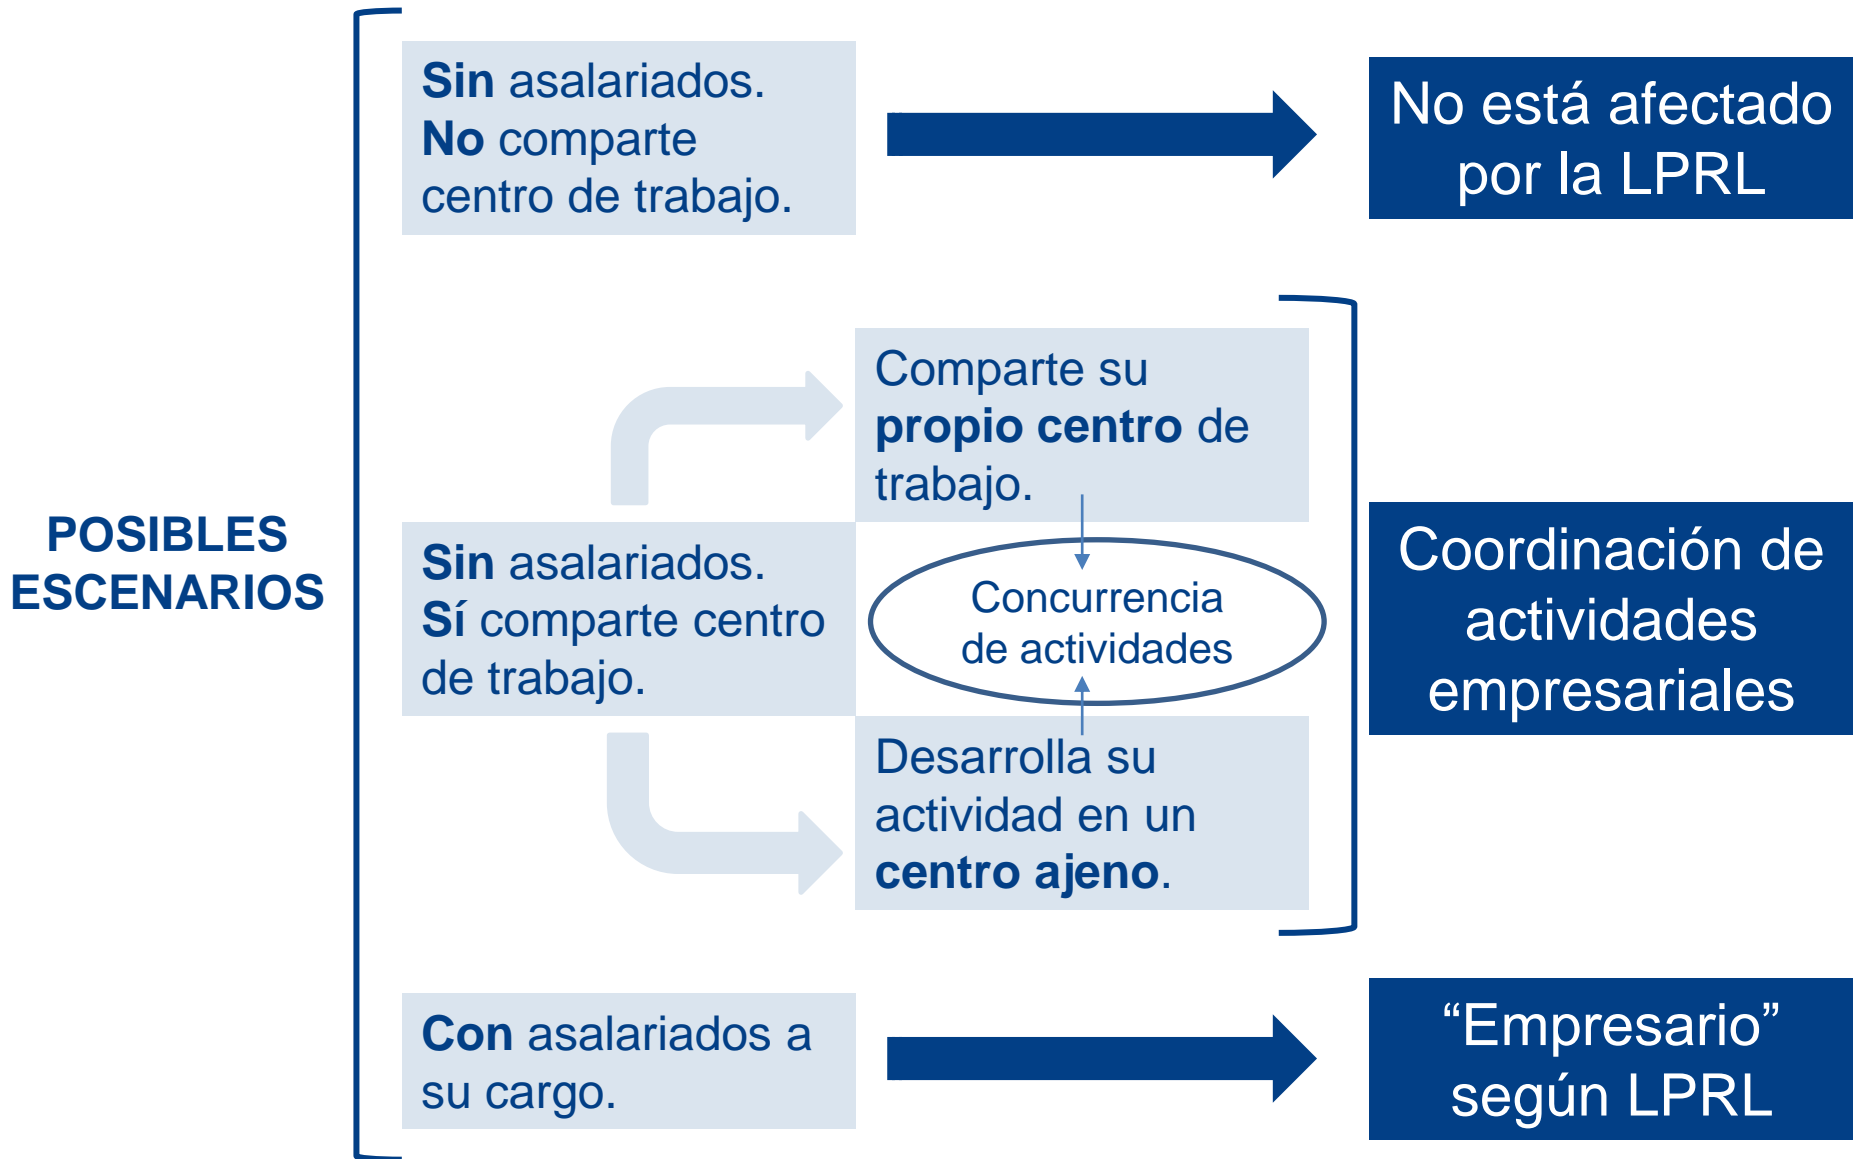 POSIBLES
ESCENARIOS
Sin asalariados.
No comparte
centro de trabajo.
No está afectado
por la LPRL
Sin asalariados.
Sí comparte centro
de trabajo.
Comparte su
propio centro de
trabajo.
Concurrencia
de actividades
Desarrolla su
actividad en un
centro ajeno.
Coordinación de
actividades
empresariales
Con asalariados a
su cargo.
“Empresario”
según LPRL